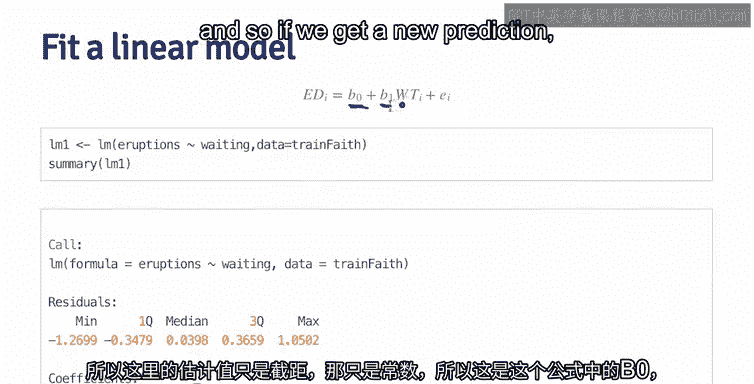 and so if we get a new prediction,
Fit a linear model
EDᵢ = b₀ + b₁WTᵢ + eᵢ
lm1 <- lm(eruptions ~ waiting,data=trainFaith)
summary(lm1)
Call:
lm(formula = eruptions ~ waiting, data = trainFaith)
Residuals:
Min 1Q Median 3Q Max
-1.2699 -0.3479 0.0398 0.3659 1.0502
Coefficients:
所以这里的估计值只是截距，那只是常数，所以这是这个公式中的B0，